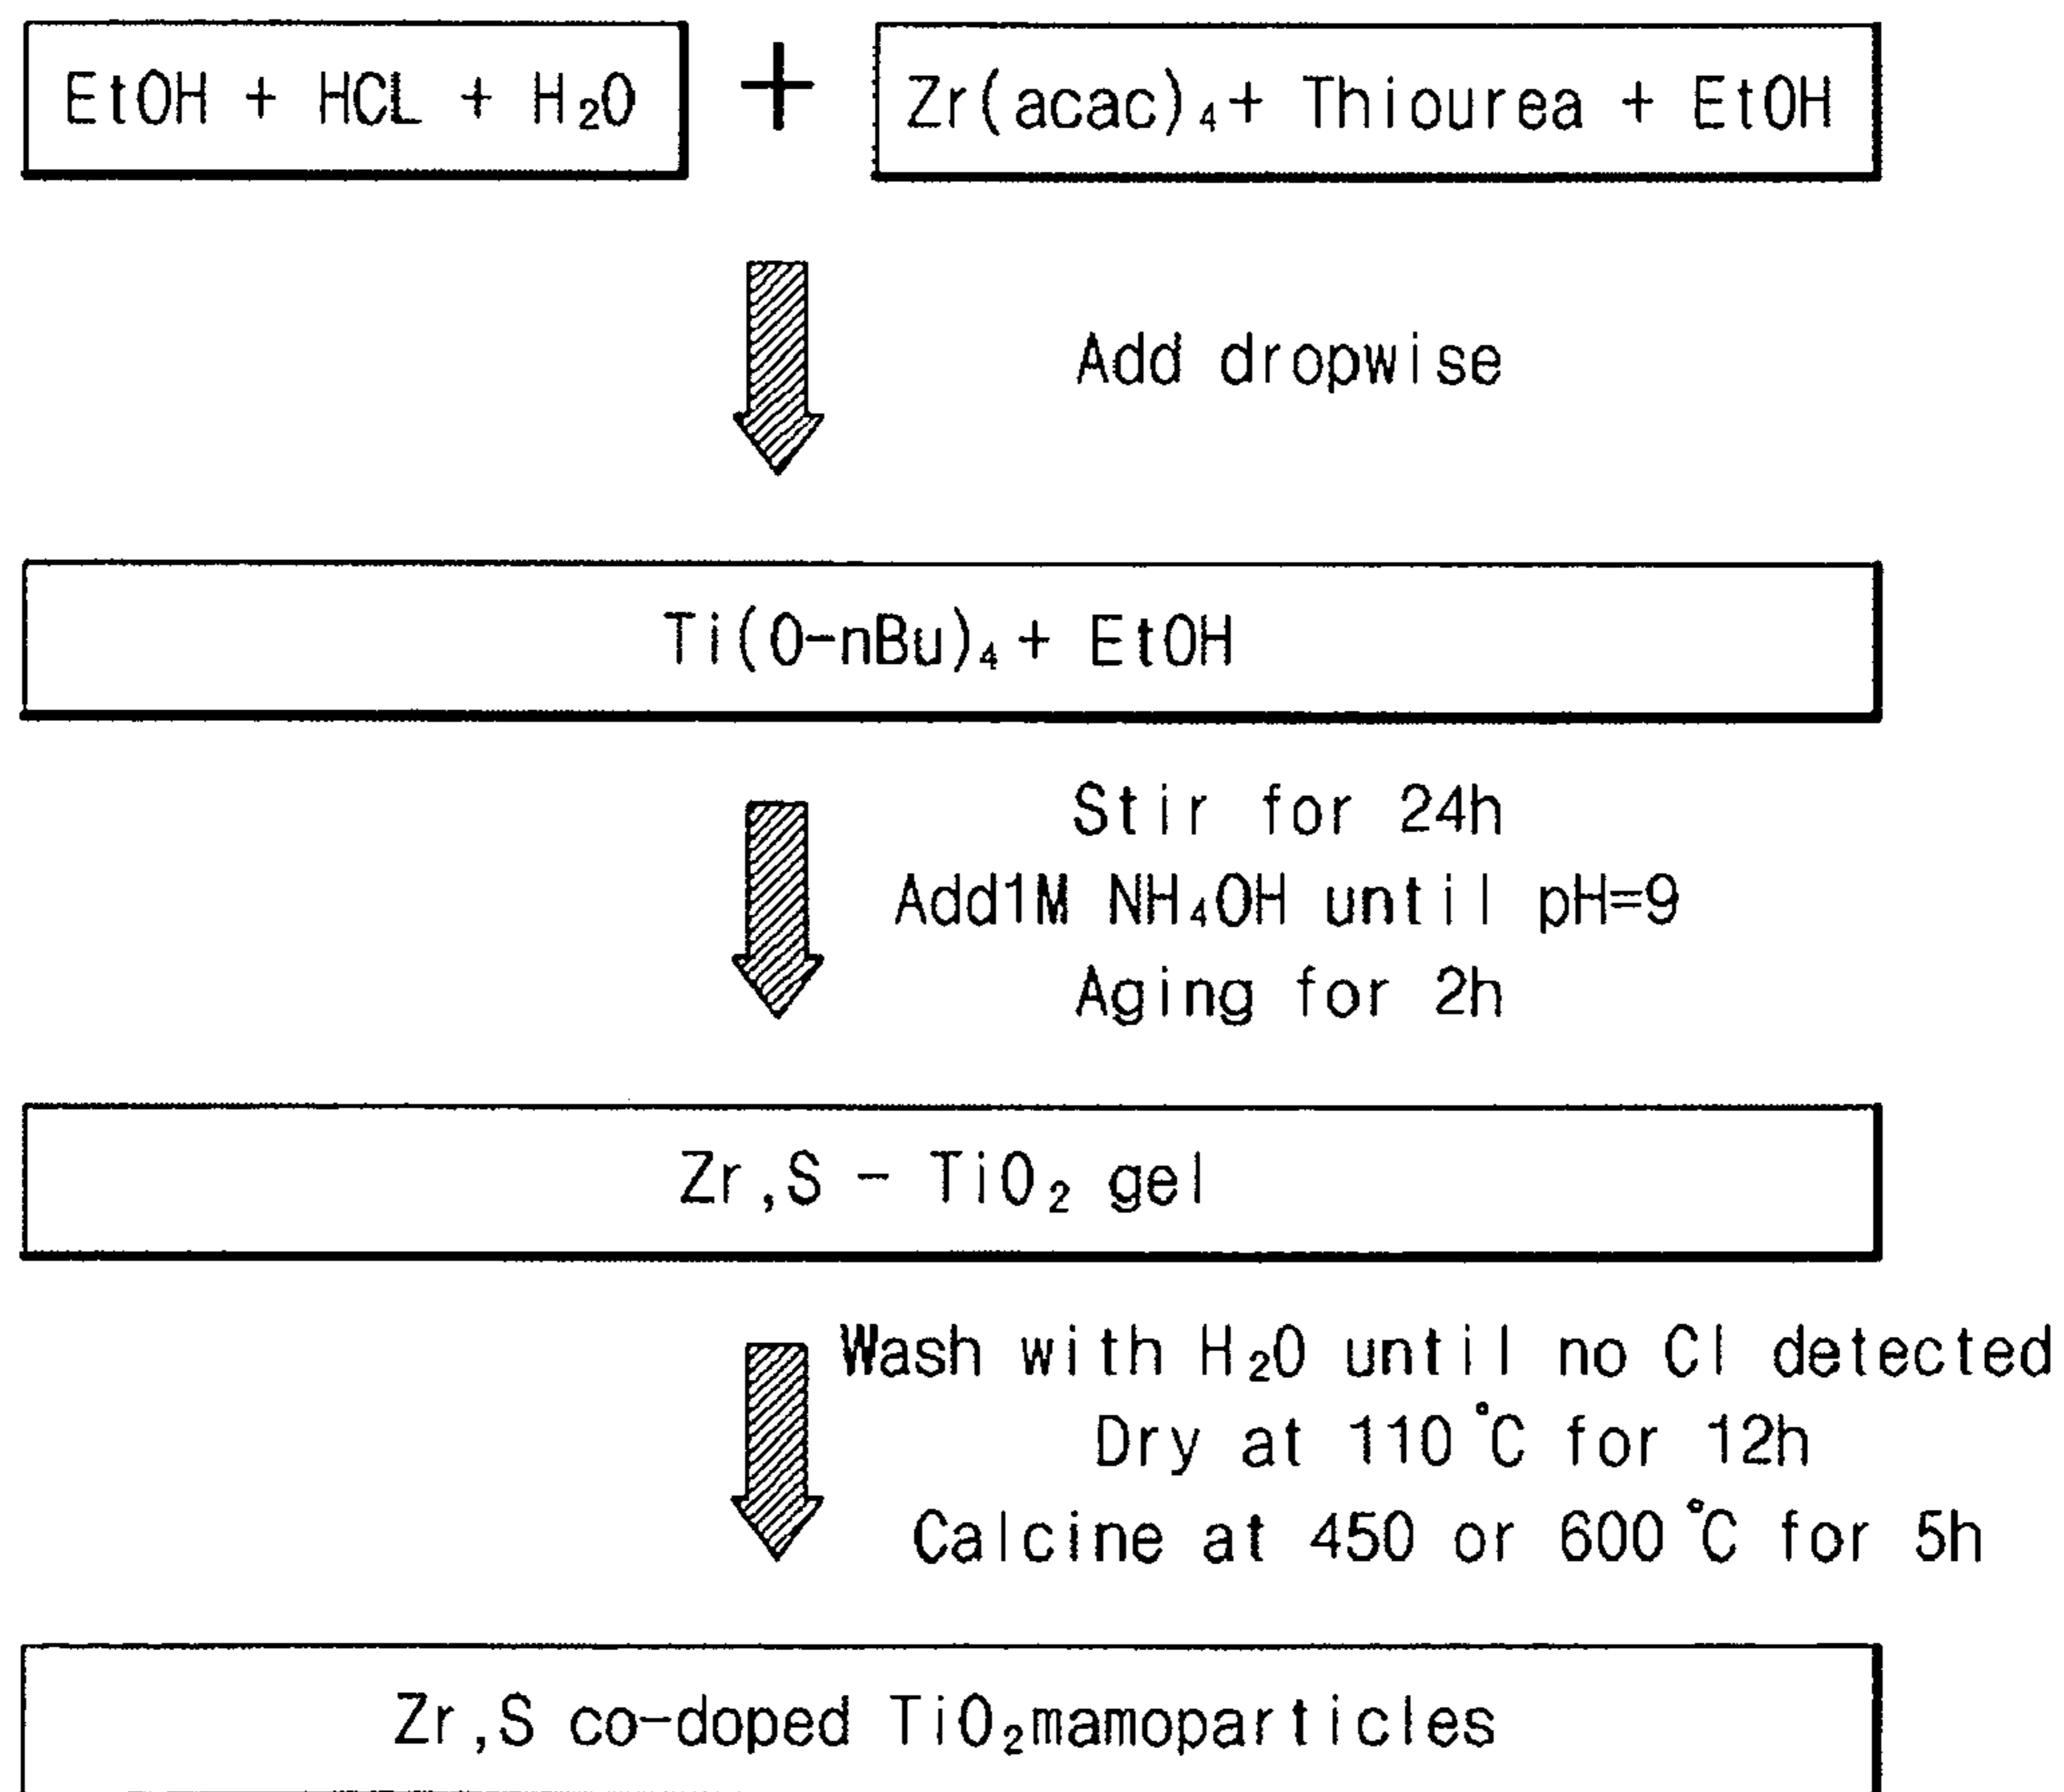 EtOH + HCL + H₂O + Zr(acac)₄+ Thiourea + EtOH
Add dropwise
Ti(O-nBu)₄+ EtOH
Stir for 24h
Add1M NH₄OH until pH=9
Aging for 2h
Zr,S - TiO₂ gel
Wash with H₂O until no Cl detected
Dry at 110℃ for 12h
Calcine at 450 or 600℃ for 5h
Zr,S co-doped TiO₂mamoparticles